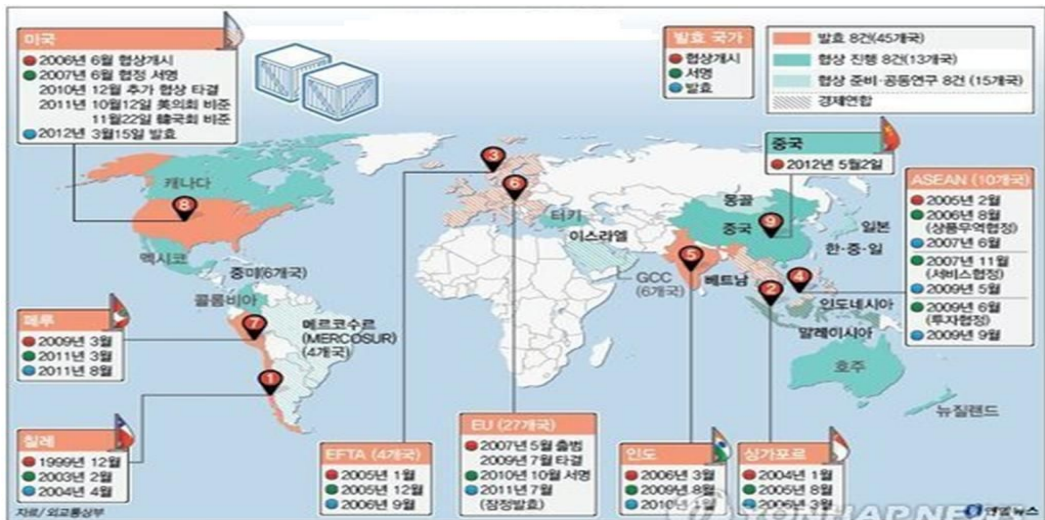 미국
2006년 6월 협상개시
2007년 6월 협정 서명
2010년 12월 추가 협상 타결
2011년 10월12일 美의회 비준
11월22일 韓국회 비준
2012년 3월15일 발효
발효 국가
협상개시
서명
발효
발효 8건(45개국)
협상 진행 8건(13개국)
협상 준비·공동연구 8건 (15개국)
경제연합
중국
2012년 5월2일
ASEAN (10개국)
2005년 2월
2006년 8월
(상품무역협정)
2007년 6월
2007년 11월
(서비스협정)
2009년 5월
2009년 6월
(투자협정)
2009년 9월
캐나다
8
멕시코
중미(6개국)
콜롬비아
메르코수르
(MERCOSUR)
(4개국)
7
1
3
6
터키
이스라엘
GCC
(6개국)
5
몽골
중국
9
일본
한·중·일
베트남
2
4
인도네시아
말레이시아
호주
뉴질랜드
페루
2009년 3월
2011년 3월
2011년 8월
칠레
1999년 12월
2003년 2월
2004년 4월
EFTA (4개국)
2005년 1월
2005년 12월
2006년 9월
EU (27개국)
2007년 5월 출범
2009년 7월 타결
2010년 10월 서명
2011년 7월
(잠정발효)
인도
2006년 3월
2009년 8월
2010년 1월
싱가포르
2004년 1월
2005년 8월
2006년 3월
자료/ 외교통상부
YONHAP NEWS
연합뉴스